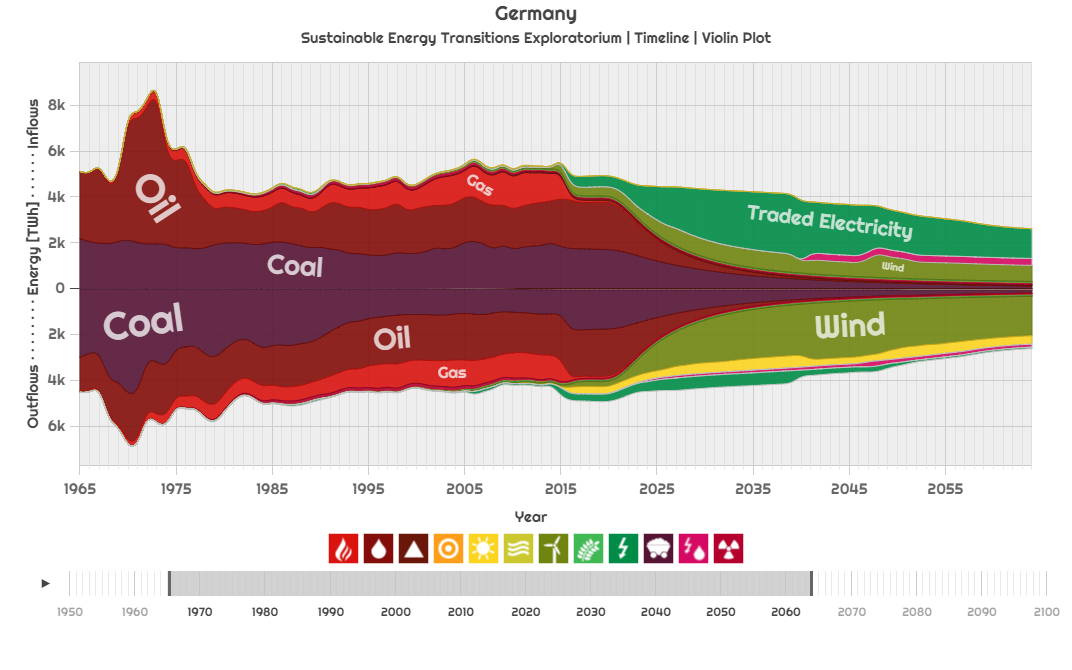 Germany
Sustainable Energy Transitions Exploratorium | Timeline | Violin Plot
Outflows · · · · · · · · Energy [TWh] · · · · · · Inflows
8k
6k
4k
2k
0
2k
4k
6k
Oil
Gas
Traded Electricity
Coal
Wind
Coal
Oil
Wind
Gas
1965 1975 1985 1995 2005 2015 2025 2035 2045 2055
Year
1950 1960 1970 1980 1990 2000 2010 2020 2030 2040 2050 2060 2070 2080 2090 2100